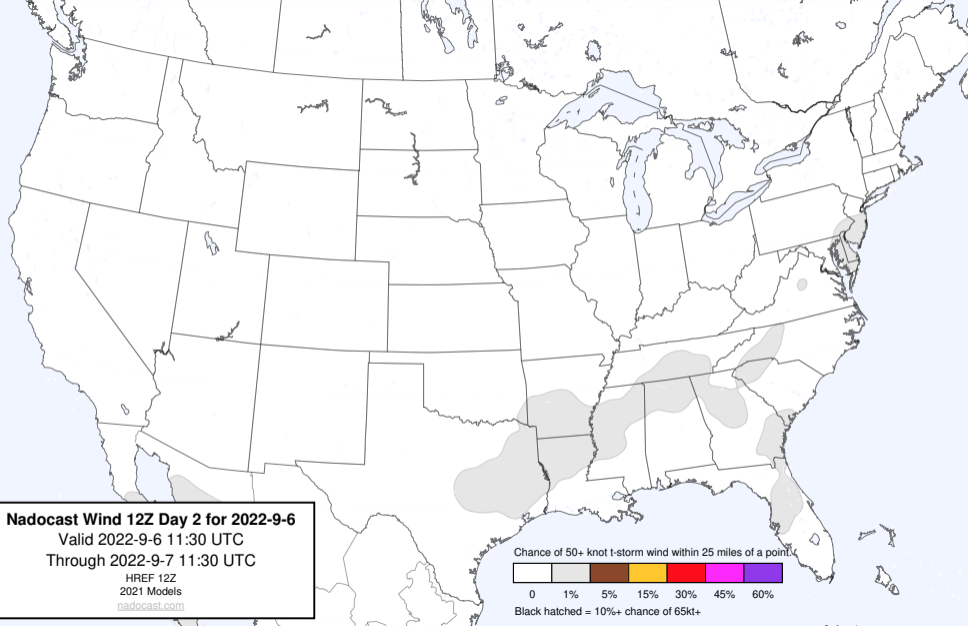 Nadocast Wind 12Z Day 2 for 2022-9-6
Valid 2022-9-6 11:30 UTC
Through 2022-9-7 11:30 UTC
HREF 12Z
2021 Models
nadocast.com
Chance of 50+ knot t-storm wind within 25 miles of a point.
0 1% 5% 15% 30% 45% 60%
Black hatched = 10%+ chance of 65kt+